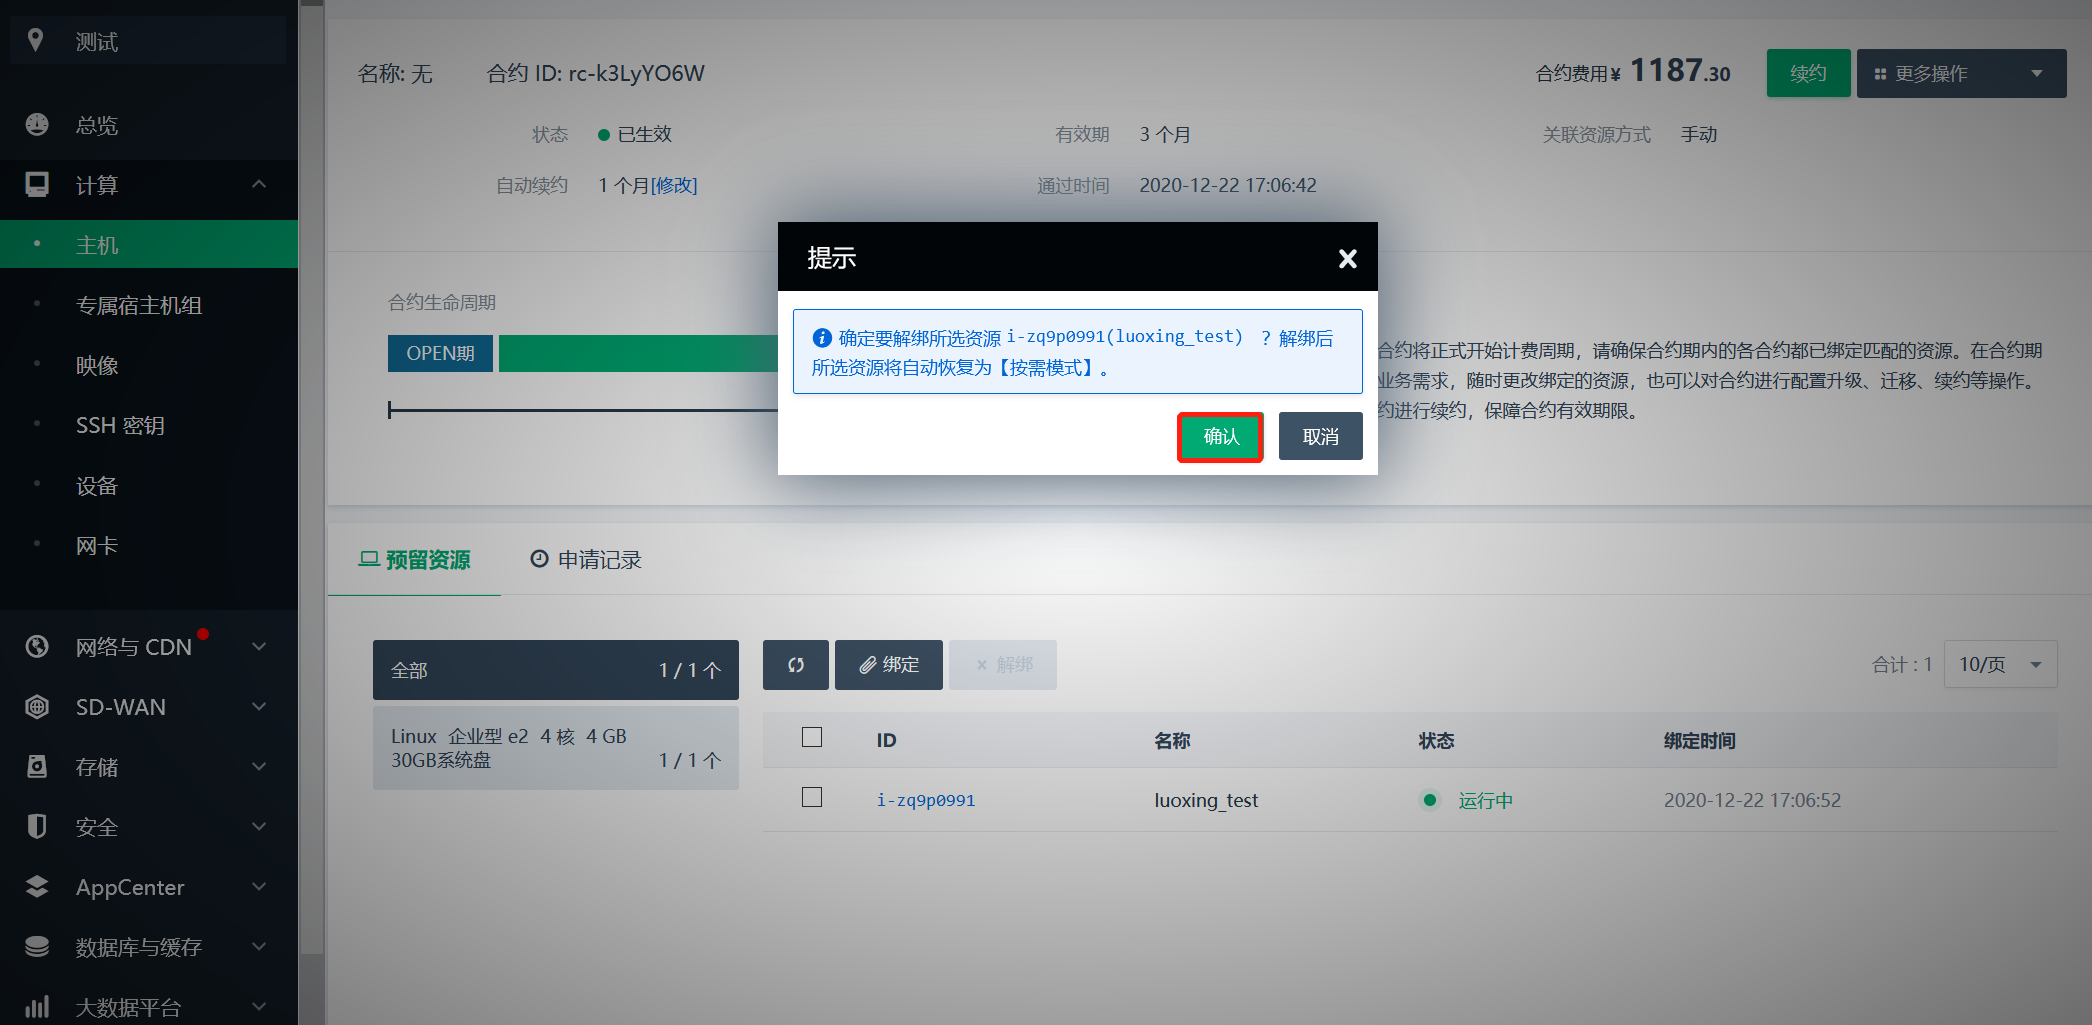 测试
总览
计算
主机
专属宿主机组
映像
SSH 密钥
设备
网卡
网络与 CDN
SD-WAN
存储
安全
AppCenter
数据库与缓存
大数据平台
名称: 无 合约 ID: rc-k3LyYO6W
合约费用¥ 1187.30 续约 更多操作
状态 已生效 有效期 3 个月 关联资源方式 手动
自动续约 1 个月[修改] 通过时间 2020-12-22 17:06:42
提示
确定要解绑所选资源 i-zq9p0991(luoxing_test) ？解绑后
所选资源将自动恢复为【按需模式】。
确认 取消
合约生命周期
OPEN期
合约将正式开始计费周期，请确保合约期内的各合约都已绑定匹配的资源。在合约期
业务需求，随时更改绑定的资源，也可以对合约进行配置升级、迁移、续约等操作。
约进行续约，保障合约有效期限。
预留资源 申请记录
全部 1 / 1 个
Linux 企业型 e2 4 核 4 GB
30GB系统盘 1 / 1 个
绑定 × 解绑 合计 : 1 10/页
ID 名称 状态 绑定时间
i-zq9p0991 luoxing_test 运行中 2020-12-22 17:06:52